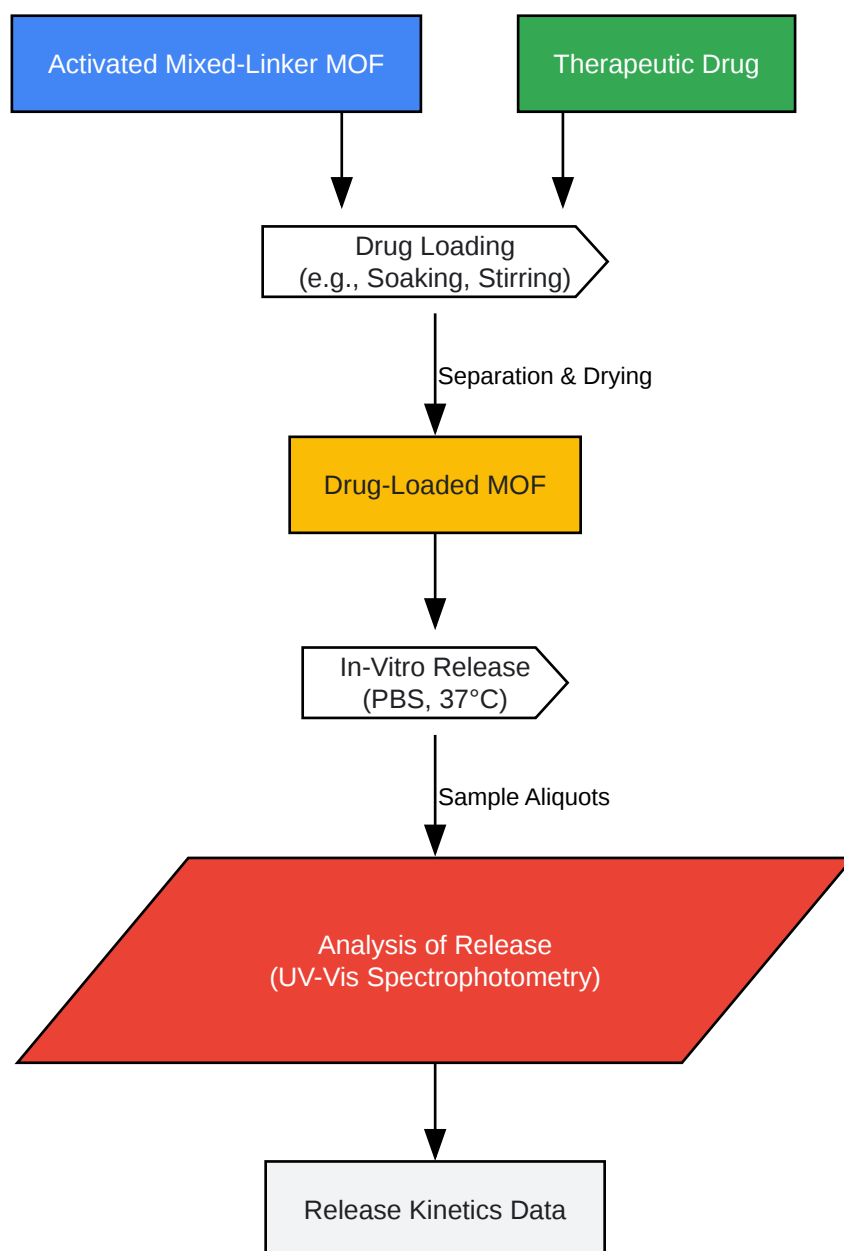 Activated Mixed-Linker MOF
Therapeutic Drug
Drug Loading
(e.g., Soaking, Stirring)
Separation & Drying
Drug-Loaded MOF
In-Vitro Release
(PBS, 37°C)
Sample Aliquots
Analysis of Release
(UV-Vis Spectrophotometry)
Release Kinetics Data